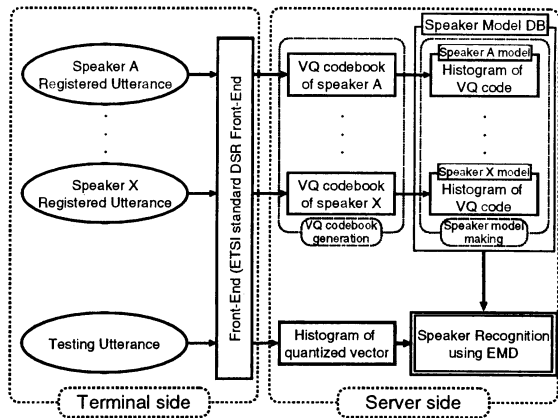 Speaker Model DB
Speaker A
Registered Utterance
VQ codebook
of speaker A
Speaker A model
Histogram of
VQ code
Speaker X
Registered Utterance
VQ codebook
of speaker X
Speaker X model
Histogram of
VQ code
VQ codebook
generation
Speaker model
making
Front-End (ETSI standard DSR Front-End)
Testing Utterance
Histogram of
quantized vector
Speaker Recognition
using EMD
Terminal side
Server side